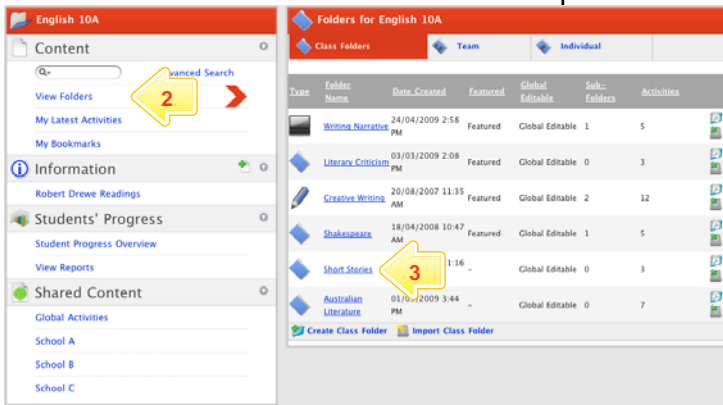 English 10A
Content
Advanced Search
View Folders
2
My Latest Activities
My Bookmarks
Information
Robert Drewe Readings
Students' Progress
Student Progress Overview
View Reports
Shared Content
Global Activities
School A
School B
School C
Folders for English 10A
Class Folders Team Individual
Type Folder Name Date Created Featured Global Editable Sub-Folders Activities
Writing Narrative 24/04/2009 2:58 PM Featured Global Editable 1 5
Literary Criticism 03/03/2009 2:08 PM Featured Global Editable 0 3
Creative Writing 20/08/2007 11:35 AM Featured Global Editable 2 12
Shakespeare 18/04/2008 10:47 AM Featured Global Editable 1 5
Short Stories 3 1:16 - Global Editable 0 3
Australian Literature 3:44 PM - Global Editable 0 7
Create Class Folder Import Class Folder